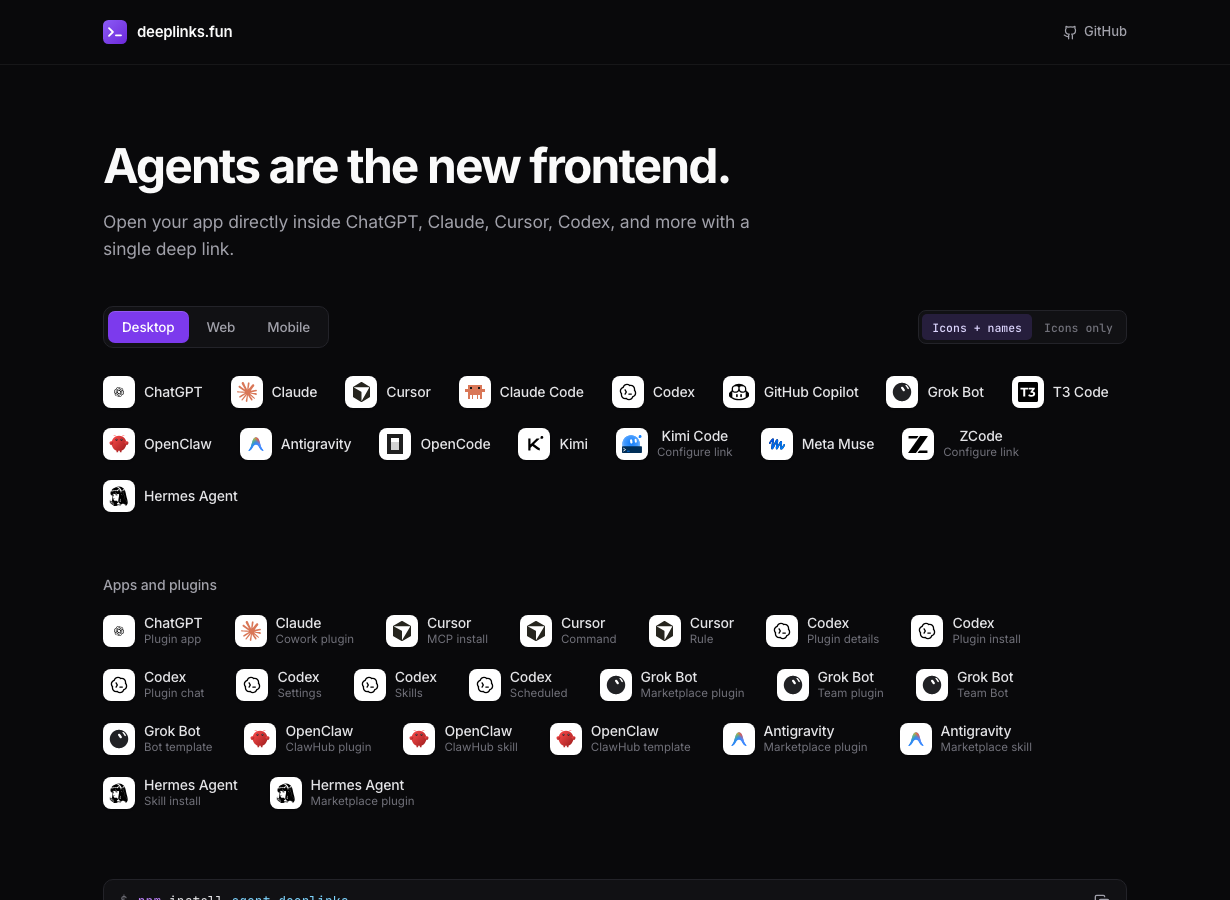 deeplinks.fun
GitHub
Agents are the new frontend.
Open your app directly inside ChatGPT, Claude, Cursor, Codex, and more with a
single deep link.
Desktop Web Mobile
Icons + names Icons only
ChatGPT Claude Cursor Claude Code Codex GitHub Copilot Grok Bot T3 T3 Code
OpenClaw Antigravity OpenCode Kimi Kimi Code Meta Muse ZCode
Configure link Configure link
Hermes Agent
Apps and plugins
ChatGPT Claude Cursor Cursor Cursor Codex Codex
Plugin app Cowork plugin MCP install Command Rule Plugin details Plugin install
Codex Codex Codex Codex Grok Bot Grok Bot Grok Bot
Plugin chat Settings Skills Scheduled Marketplace plugin Team plugin Team Bot
Grok Bot OpenClaw OpenClaw OpenClaw Antigravity Antigravity
Bot template ClawHub plugin ClawHub skill ClawHub template Marketplace plugin Marketplace skill
Hermes Agent Hermes Agent
Skill install Marketplace plugin
$ npm install agent-deeplinks